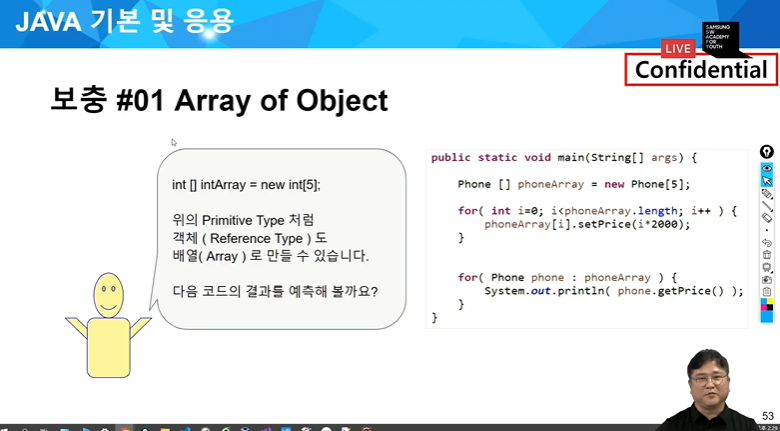 JAVA 기본 및 응용
SAMSUNG
SW ACADEMY
FOR
YOUTH
LIVE
Confidential
보충 #01 Array of Object
int [] intArray = new int[5];
위의 Primitive Type 처럼
객체 ( Reference Type ) 도
배열( Array ) 로 만들 수 있습니다.
다음 코드의 결과를 예측해 볼까요?
public static void main(String[] args) {
Phone [] phoneArray = new Phone[5];
for( int i=0; i<phoneArray.length; i++ ) {
phoneArray[i].setPrice(i*2000);
}
for( Phone phone : phoneArray ) {
System.out.println( phone.getPrice() );
}
}
53
오후 2:29